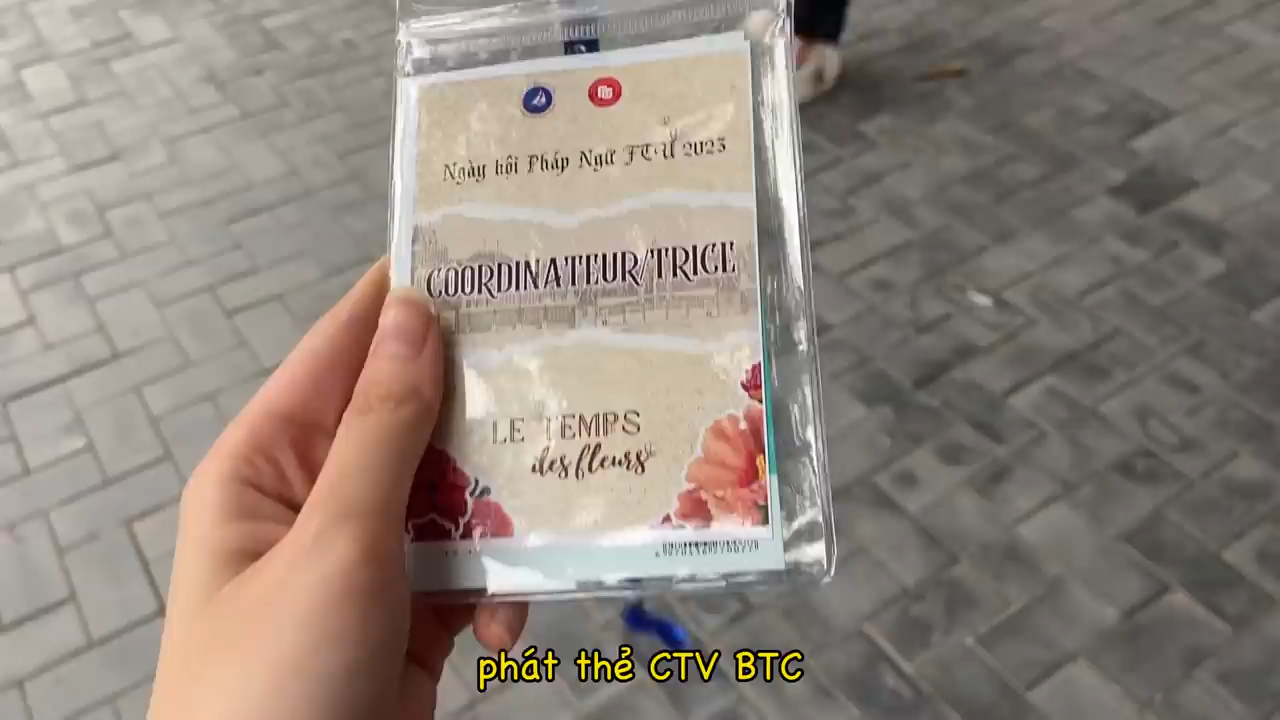 Ngày hội Pháp Ngữ FTU 2023
COORDINATEUR/TRICE
LE TEMPS
des fleurs
phát thẻ CTV BTC